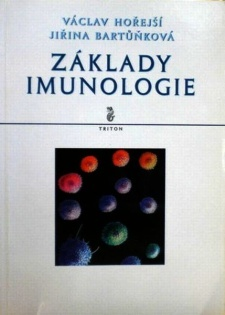 VÁCLAV HOŘEJŠÍ
JIŘINA BARTŮŇKOVÁ
ZÁKLADY
IMUNOLOGIE
TRITON